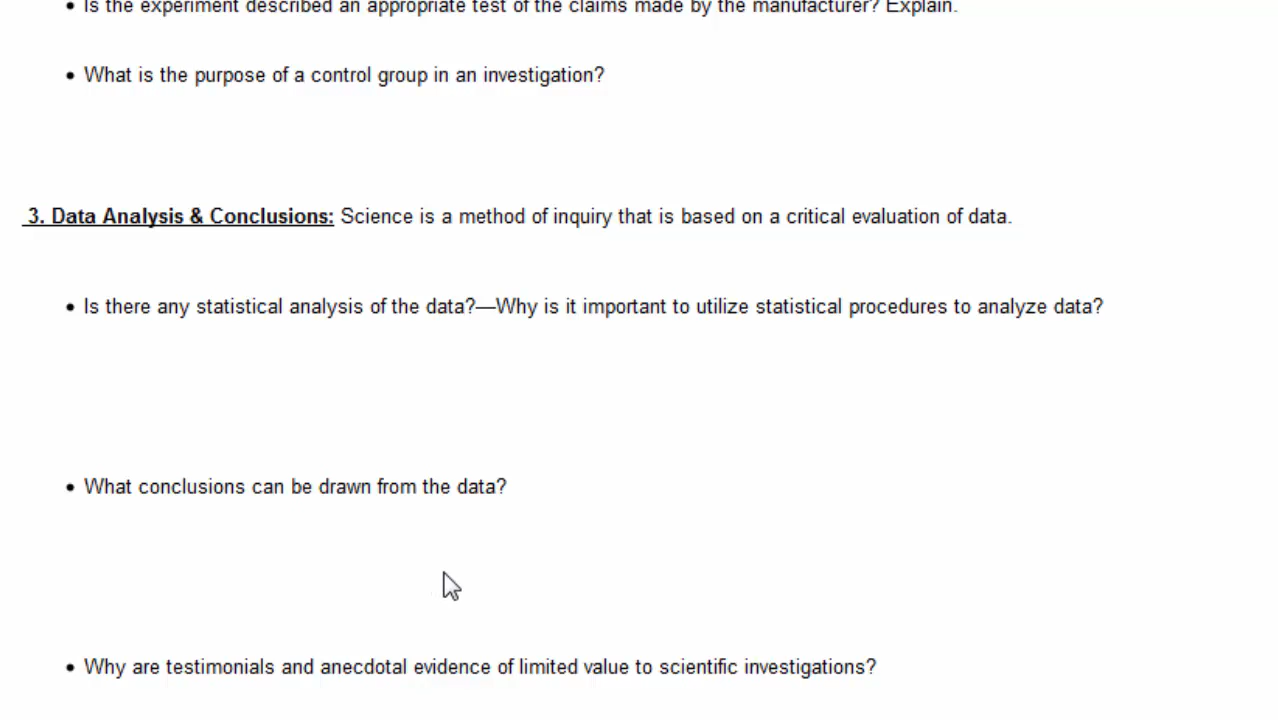 • Is the experiment described an appropriate test of the claims made by the manufacturer? Explain.
• What is the purpose of a control group in an investigation?
3. Data Analysis & Conclusions: Science is a method of inquiry that is based on a critical evaluation of data.
• Is there any statistical analysis of the data?—Why is it important to utilize statistical procedures to analyze data?
• What conclusions can be drawn from the data?
• Why are testimonials and anecdotal evidence of limited value to scientific investigations?